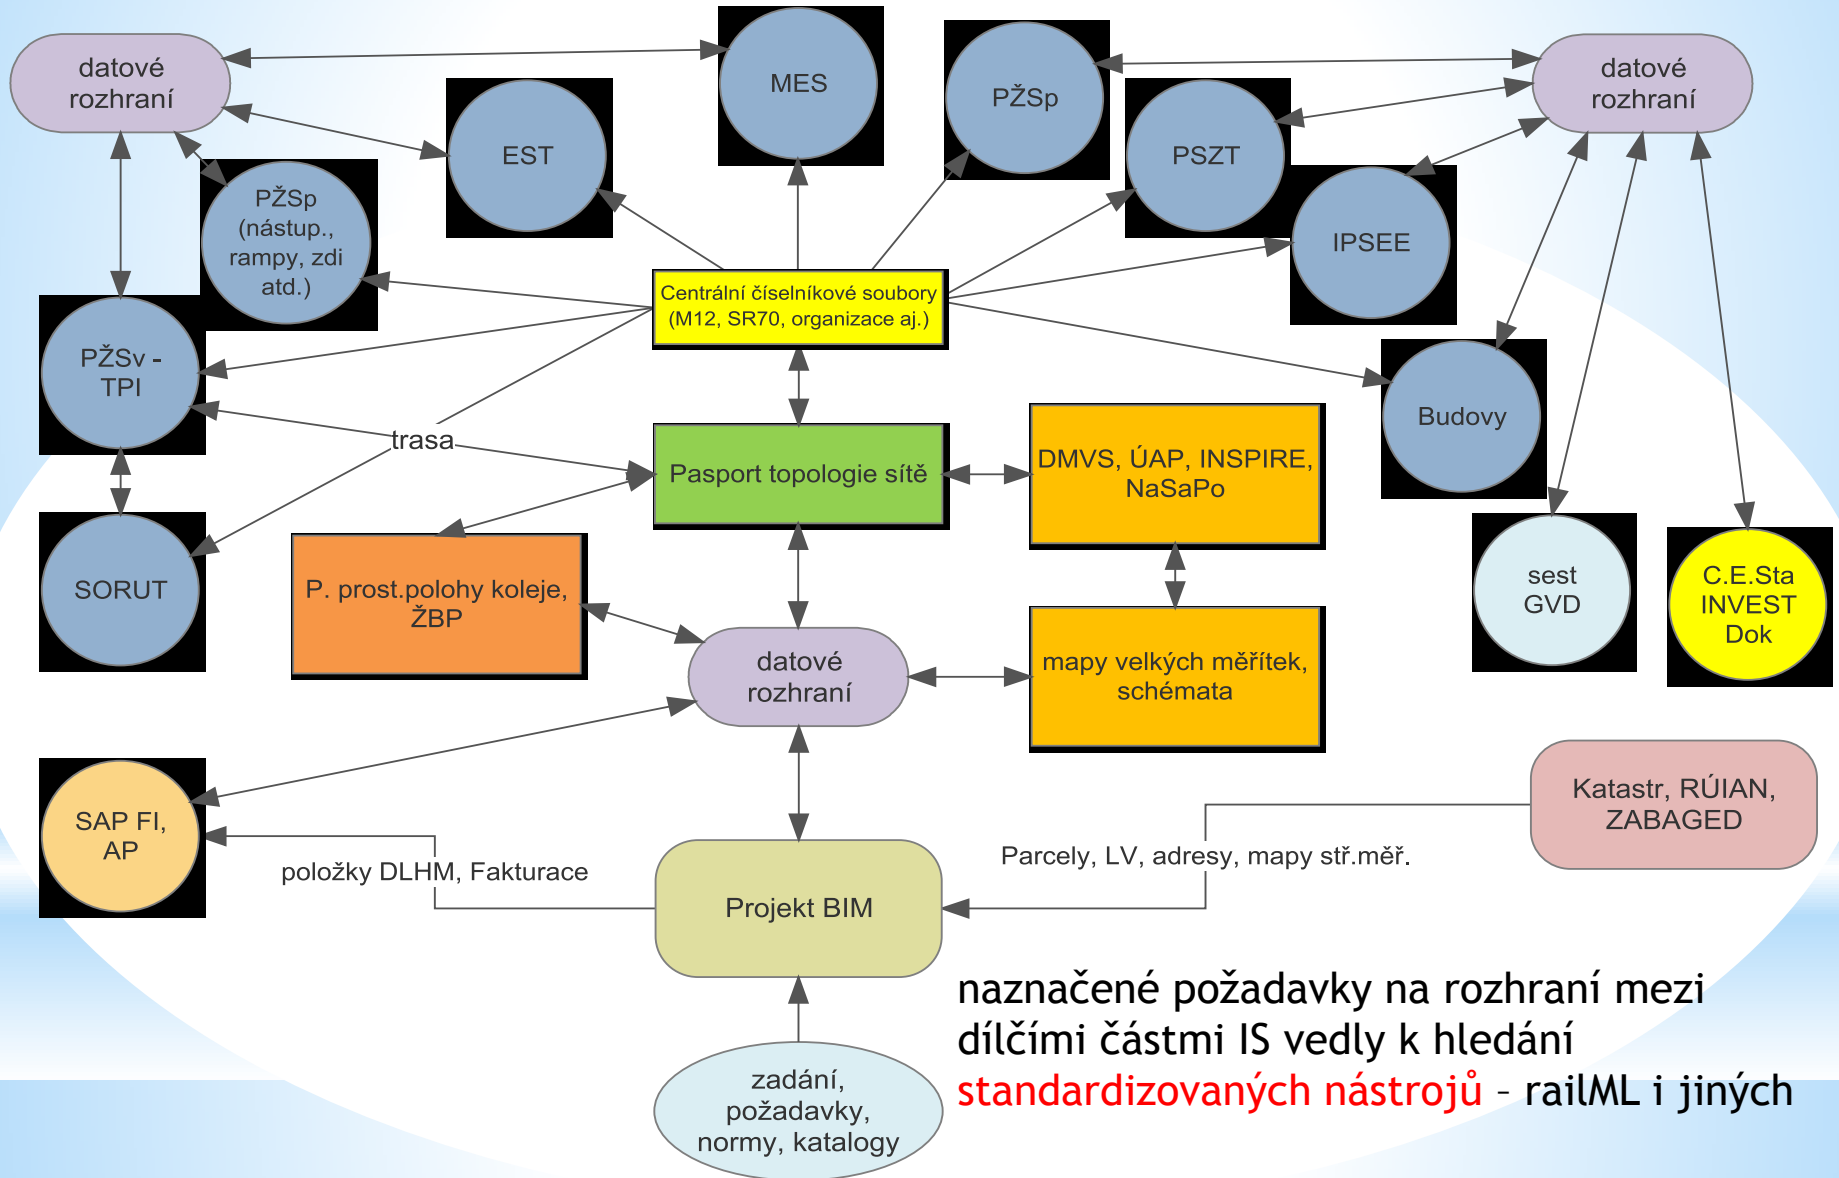 datové
rozhraní
MES
PŽSp
datové
rozhraní
EST
PSZT
PŽSp
(nástup.,
rampy, zdi
atd.)
IPSEE
Centrální číselníkové soubory
(M12, SR70, organizace aj.)
PŽSv -
TPI
Budovy
trasa
Pasport topologie sítě
DMVS, ÚAP, INSPIRE,
NaSaPo
SORUT
P. prost.polohy koleje,
ŽBP
sest
GVD
C.E.Sta
INVEST
Dok
datové
rozhraní
mapy velkých měřítek,
schémata
SAP FI,
AP
Katastr, RÚIAN,
ZABAGED
položky DLHM, Fakturace
Parcely, LV, adresy, mapy stř.měř.
Projekt BIM
naznačené požadavky na rozhraní mezi
dílčími částmi IS vedly k hledání
standardizovaných nástrojů – railML i jiných
zadání,
požadavky,
normy, katalogy